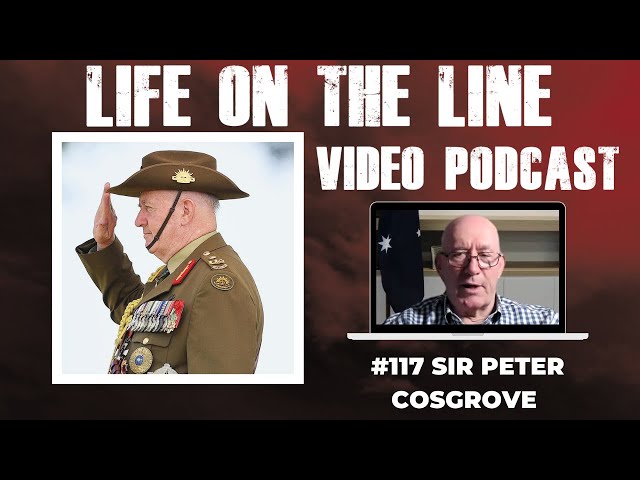 LIFE ON THE LINE
VIDEO PODCAST
#117 SIR PETER
COSGROVE